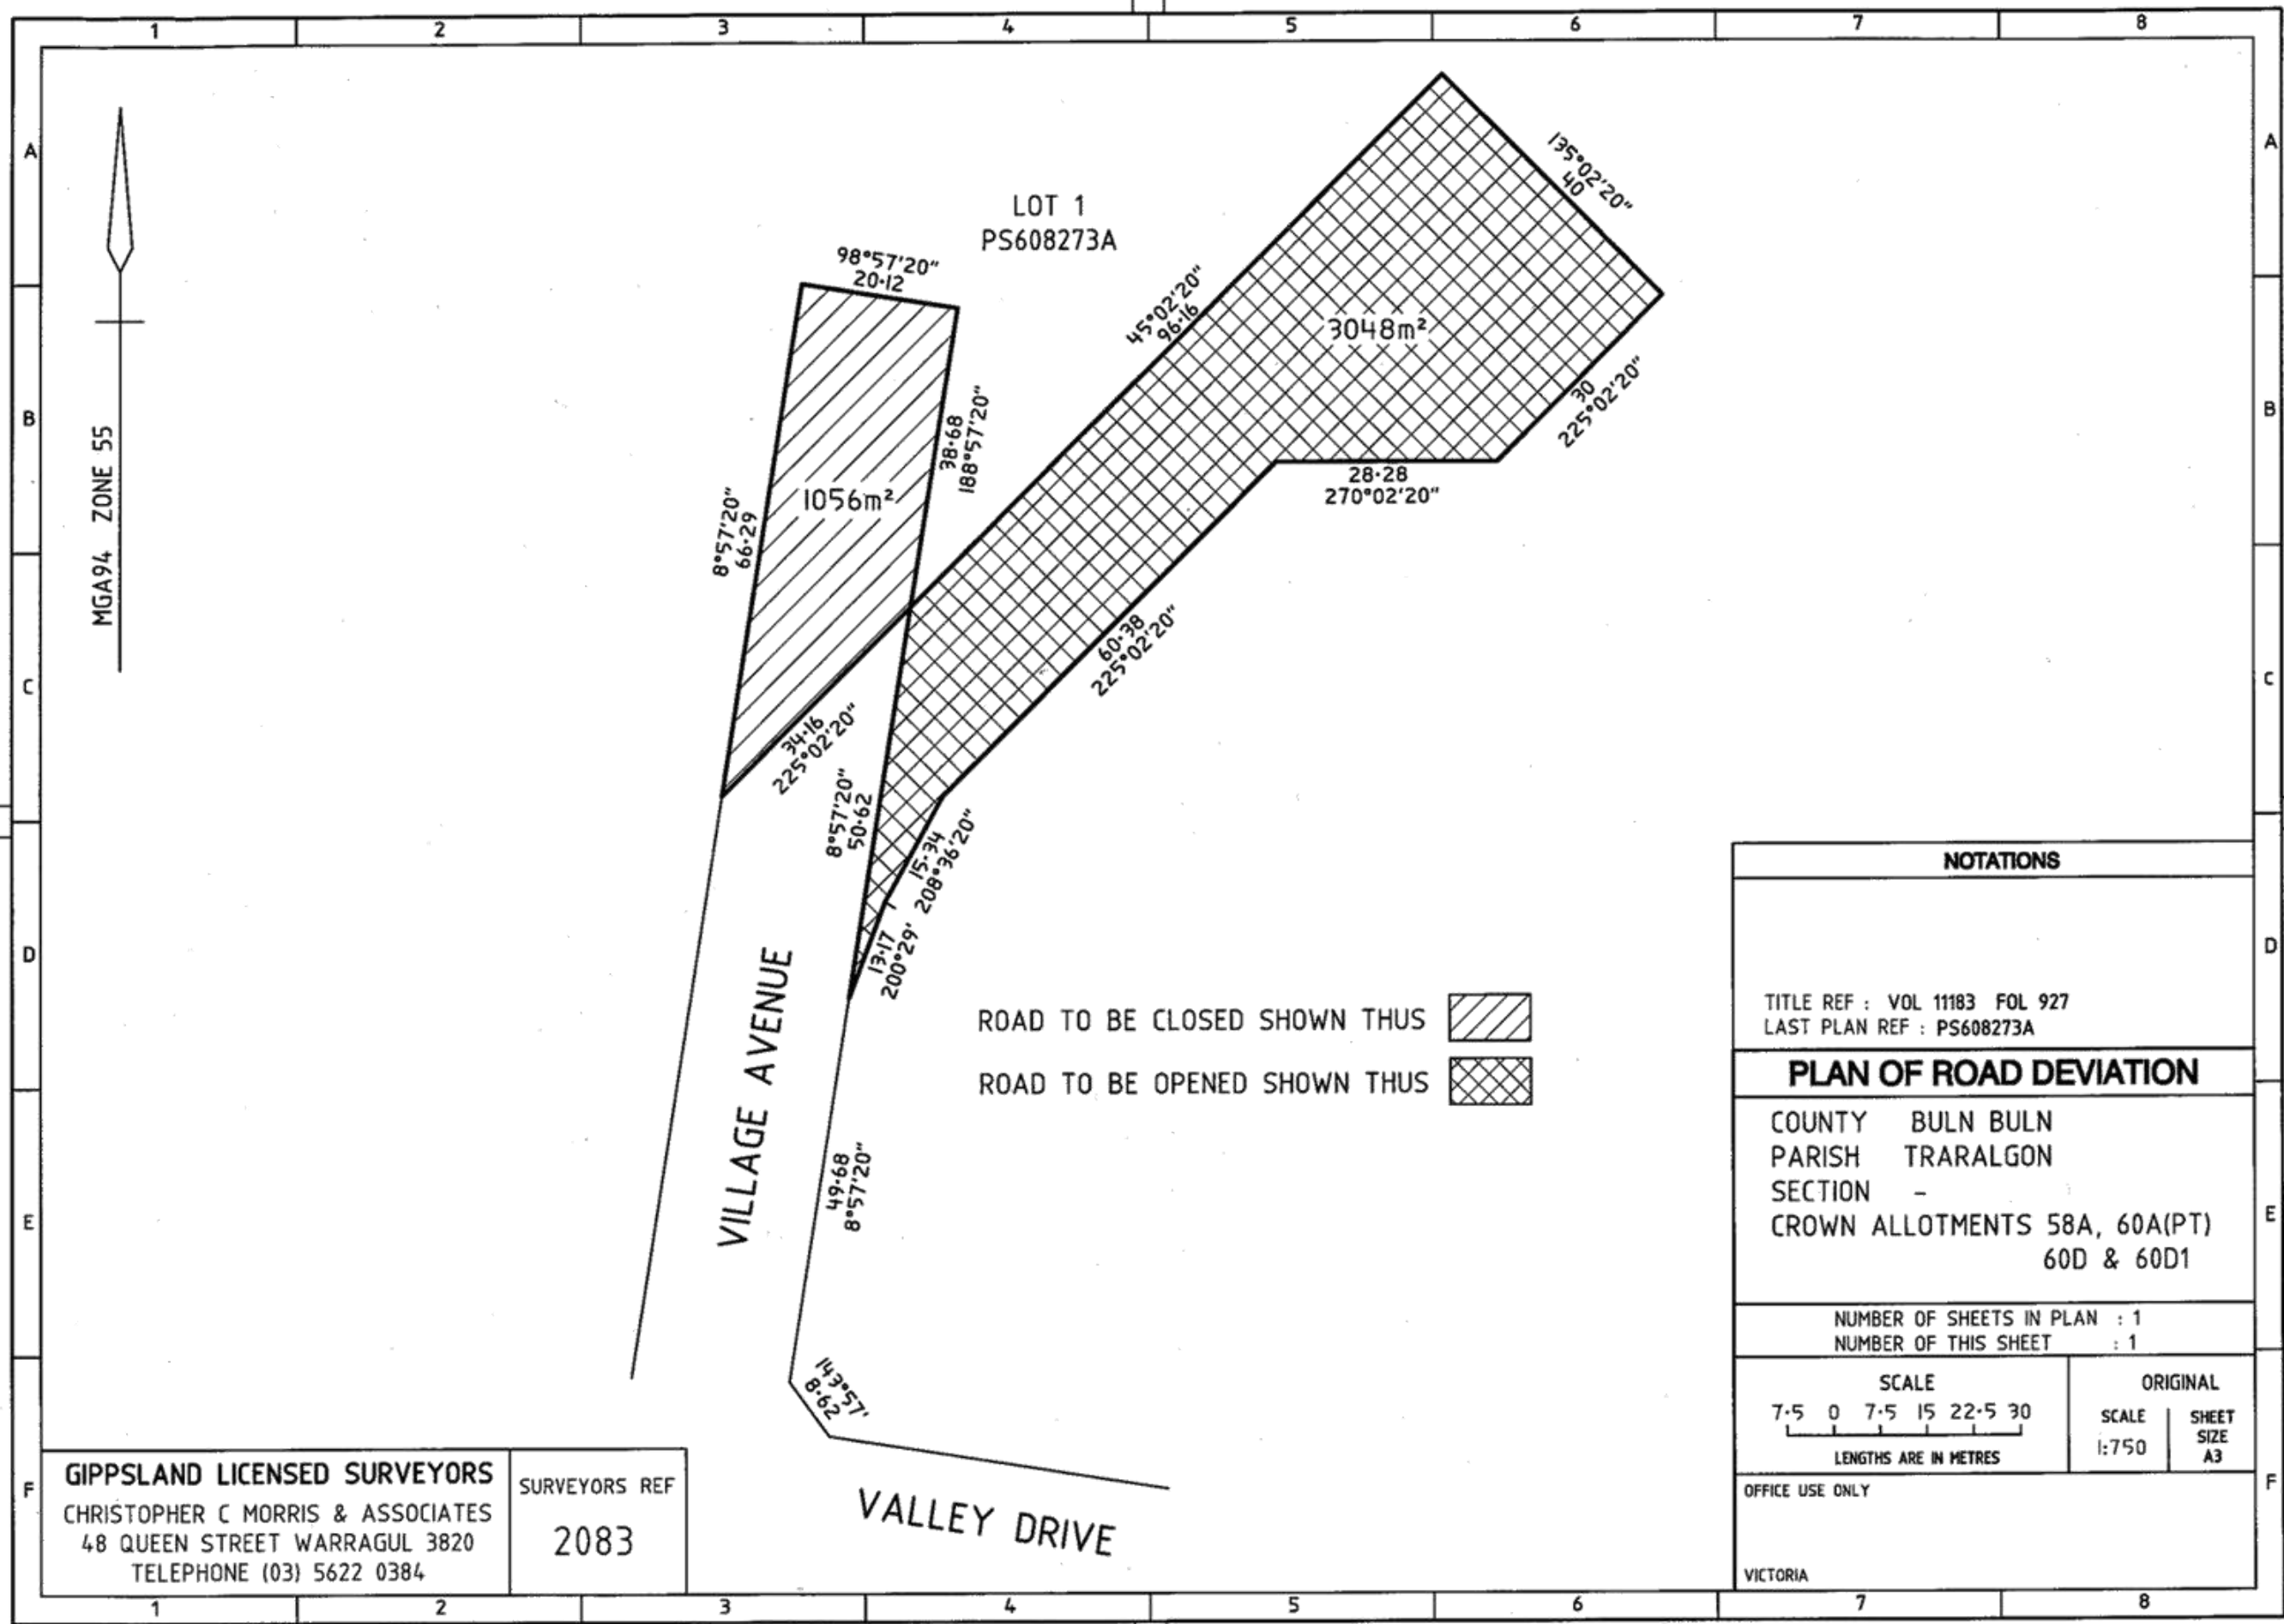 1 2 3 4 5 6 7 8
A
B
C
D
E
F
A
B
C
D
E
F
MGA94 ZONE 55
LOT 1
PS608273A
98°57'20"
20·12
8°57'20"
66·29
1056m²
38·68
188°57'20"
34·16
225°02'20"
45°02'20"
96·16
135°02'20"
40
3048m²
30
225°02'20"
28·28
270°02'20"
60·38
225°02'20"
8°57'20"
50·62
15·34
208°36'20"
13·17
200°29'
VILLAGE AVENUE
49·68
8°57'20"
143°57'
8·62
VALLEY DRIVE
ROAD TO BE CLOSED SHOWN THUS
ROAD TO BE OPENED SHOWN THUS
NOTATIONS
TITLE REF : VOL 11183 FOL 927
LAST PLAN REF : PS608273A
PLAN OF ROAD DEVIATION
COUNTY BULN BULN
PARISH TRARALGON
SECTION -
CROWN ALLOTMENTS 58A, 60A(PT)
60D & 60D1
NUMBER OF SHEETS IN PLAN : 1
NUMBER OF THIS SHEET : 1
SCALE
7·5 0 7·5 15 22·5 30
LENGTHS ARE IN METRES
ORIGINAL
SCALE
1:750
SHEET
SIZE
A3
OFFICE USE ONLY
VICTORIA
GIPPSLAND LICENSED SURVEYORS
CHRISTOPHER C MORRIS & ASSOCIATES
48 QUEEN STREET WARRAGUL 3820
TELEPHONE (03) 5622 0384
SURVEYORS REF
2083
1 2 3 4 5 6 7 8